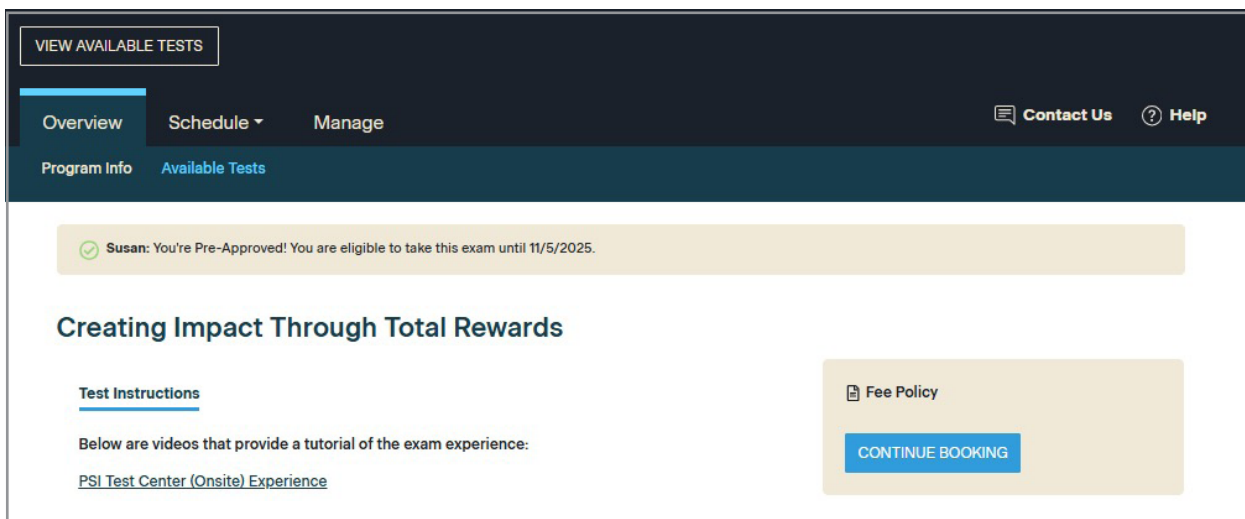 VIEW AVAILABLE TESTS
Overview Schedule Manage Contact Us Help
Program Info Available Tests
Susan: You're Pre-Approved! You are eligible to take this exam until 11/5/2025.
Creating Impact Through Total Rewards
Test Instructions
Fee Policy
Below are videos that provide a tutorial of the exam experience:
CONTINUE BOOKING
PSI Test Center (Onsite) Experience